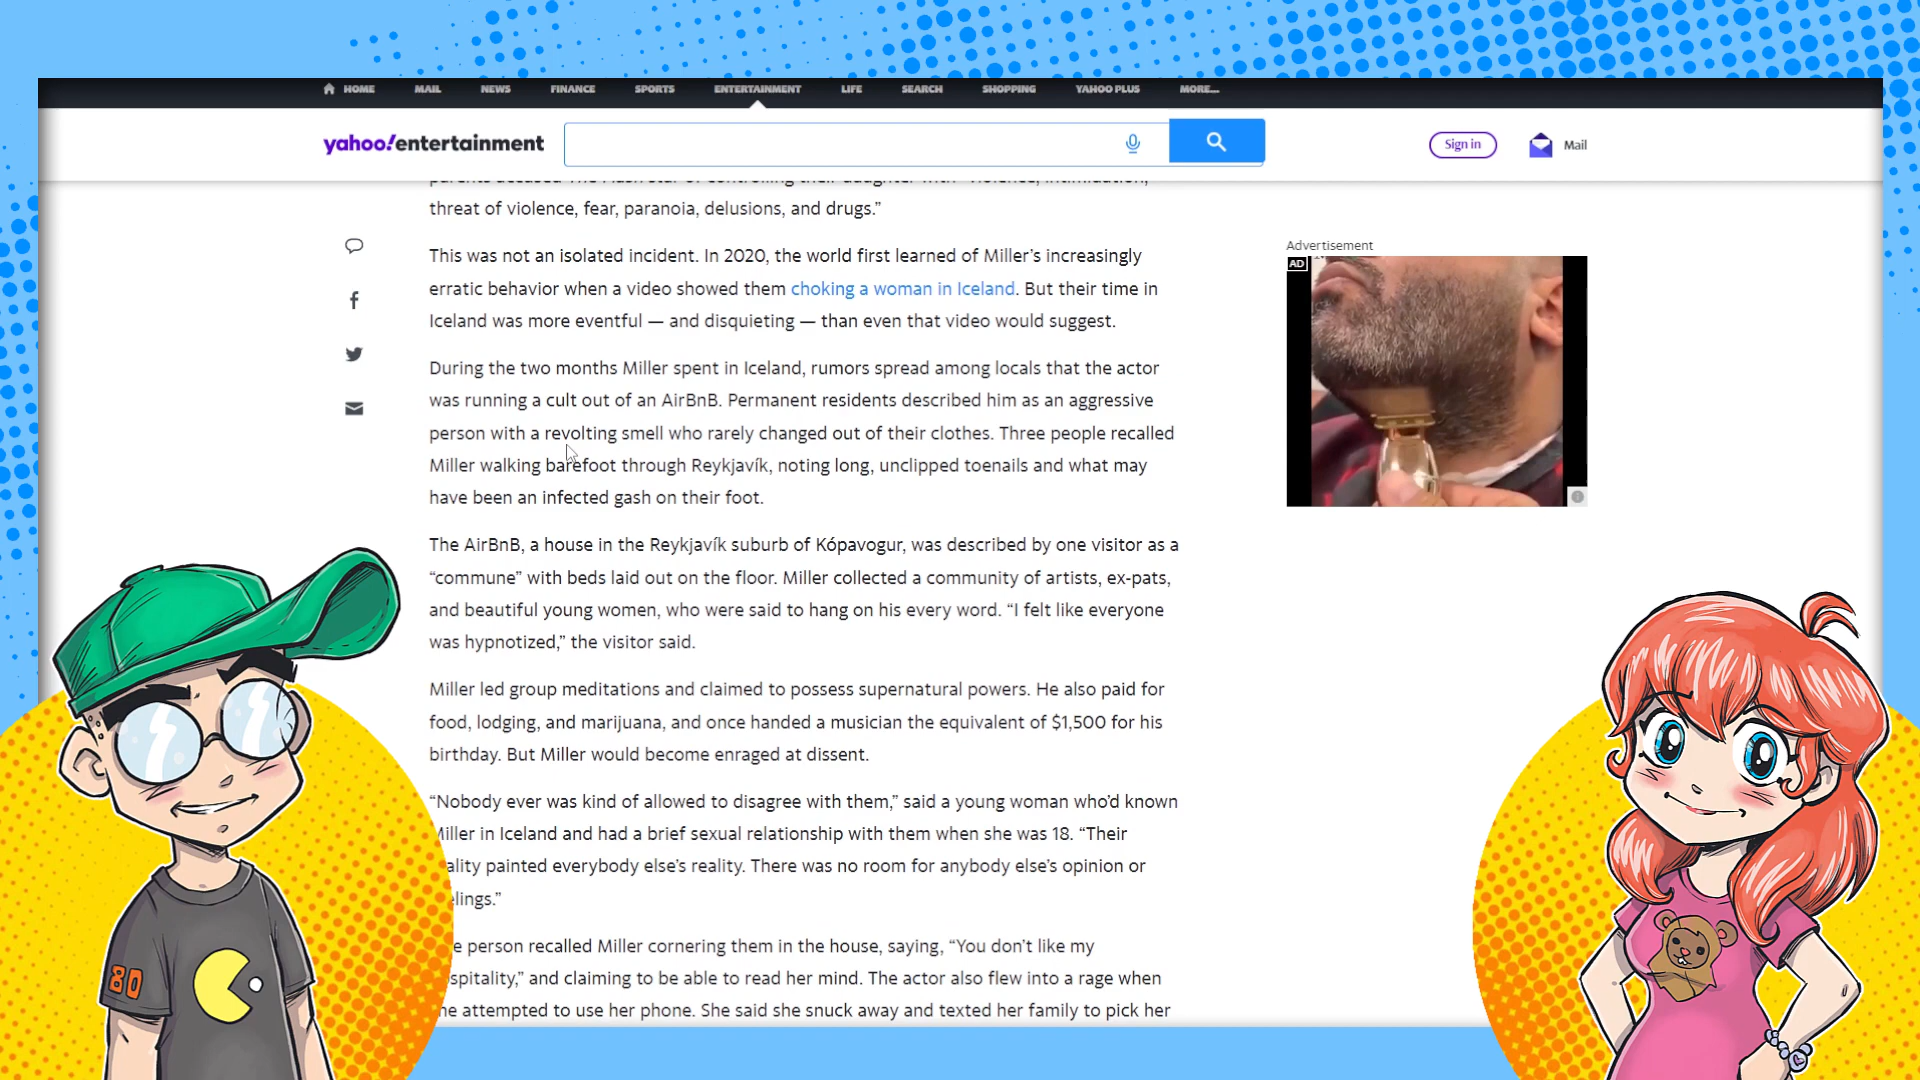 HOME MAIL NEWS FINANCE SPORTS ENTERTAINMENT LIFE SEARCH SHOPPING YAHOO PLUS MORE...
yahoo!entertainment
Sign in
Mail
threat of violence, fear, paranoia, delusions, and drugs.”
This was not an isolated incident. In 2020, the world first learned of Miller’s increasingly
erratic behavior when a video showed them choking a woman in Iceland. But their time in
Iceland was more eventful — and disquieting — than even that video would suggest.
During the two months Miller spent in Iceland, rumors spread among locals that the actor
was running a cult out of an AirBnB. Permanent residents described him as an aggressive
person with a revolting smell who rarely changed out of their clothes. Three people recalled
Miller walking barefoot through Reykjavík, noting long, unclipped toenails and what may
have been an infected gash on their foot.
The AirBnB, a house in the Reykjavík suburb of Kópavogur, was described by one visitor as a
“commune” with beds laid out on the floor. Miller collected a community of artists, ex-pats,
and beautiful young women, who were said to hang on his every word. “I felt like everyone
was hypnotized,” the visitor said.
Miller led group meditations and claimed to possess supernatural powers. He also paid for
food, lodging, and marijuana, and once handed a musician the equivalent of $1,500 for his
birthday. But Miller would become enraged at dissent.
“Nobody ever was kind of allowed to disagree with them,” said a young woman who’d known
Miller in Iceland and had a brief sexual relationship with them when she was 18. “Their
ality painted everybody else’s reality. There was no room for anybody else’s opinion or
elings.”
e person recalled Miller cornering them in the house, saying, “You don’t like my
spitality,” and claiming to be able to read her mind. The actor also flew into a rage when
he attempted to use her phone. She said she snuck away and texted her family to pick her
Advertisement
AD
80